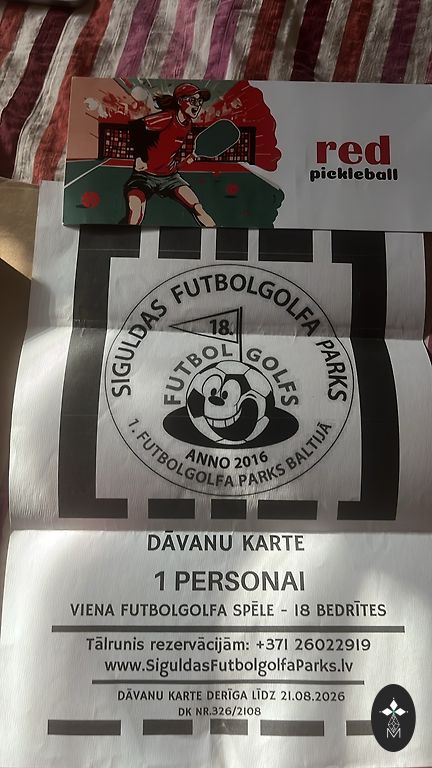 red
pickleball
SIGULDAS FUTBOLGOLFA PARKS
18.
FUTBOL GOLFS
ANNO 2016
1. FUTBOLGOLFA PARKS BALTIJĀ
DĀVANU KARTE
1 PERSONAI
VIENA FUTBOLGOLFA SPĒLE - 18 BEDRĪTES
Tālrunis rezervācijām: +371 26022919
www.SiguldasFutbolgolfaParks.lv
DĀVANU KARTE DERĪGA LĪDZ 21.08.2026
DK NR.326/2108
M